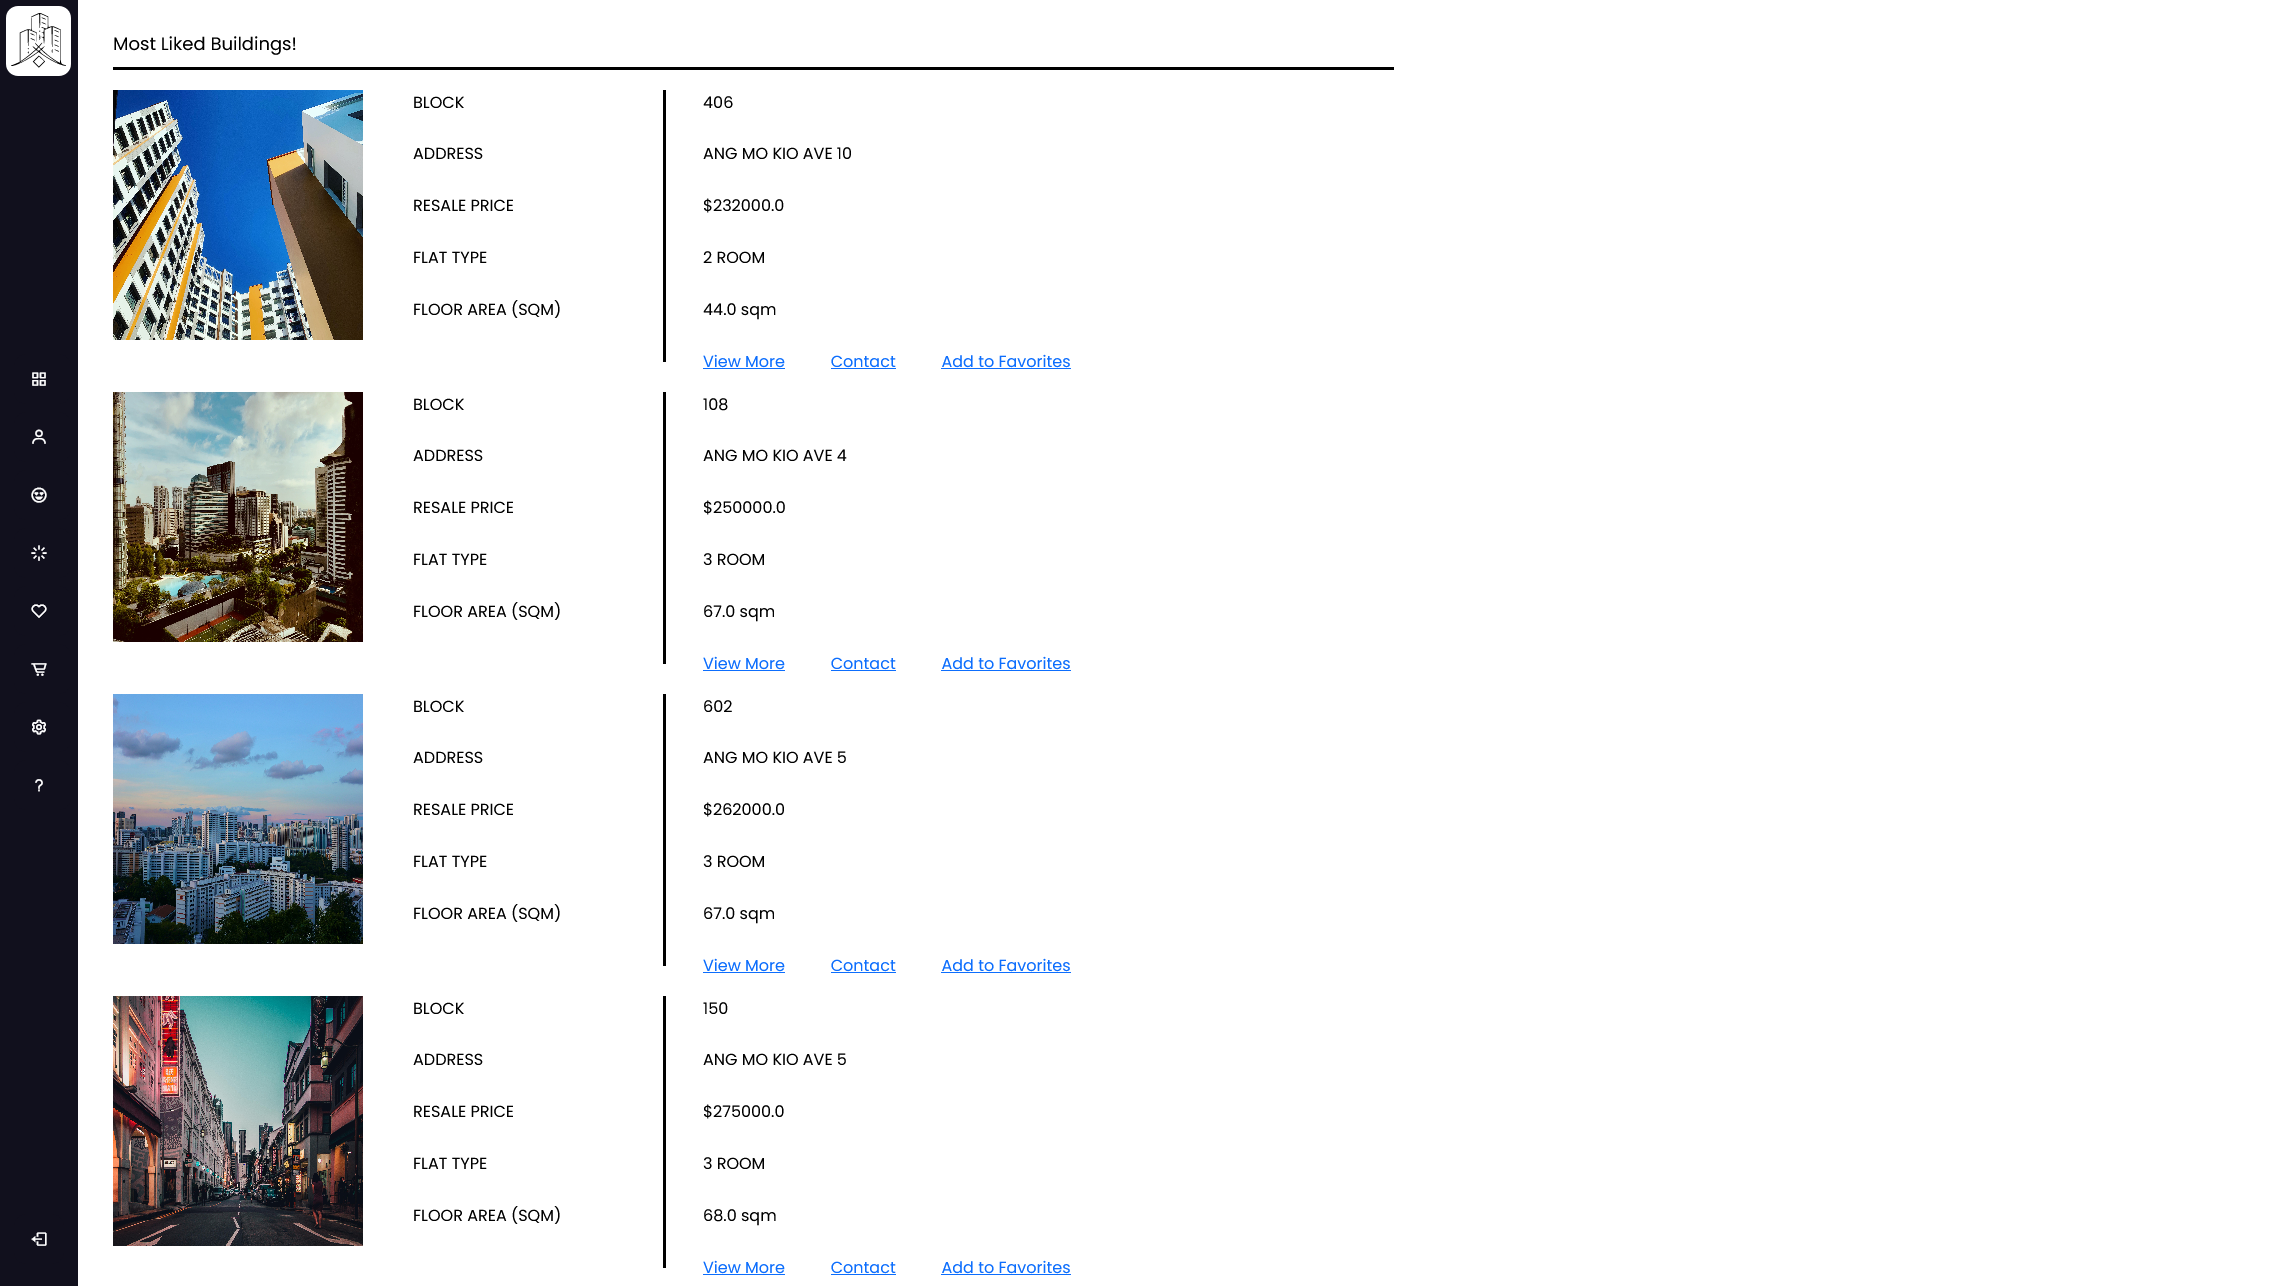 Most Liked Buildings!
BLOCK 406
ADDRESS ANG MO KIO AVE 10
RESALE PRICE $232000.0
FLAT TYPE 2 ROOM
FLOOR AREA (SQM) 44.0 sqm
View More Contact Add to Favorites
BLOCK 108
ADDRESS ANG MO KIO AVE 4
RESALE PRICE $250000.0
FLAT TYPE 3 ROOM
FLOOR AREA (SQM) 67.0 sqm
View More Contact Add to Favorites
BLOCK 602
ADDRESS ANG MO KIO AVE 5
RESALE PRICE $262000.0
FLAT TYPE 3 ROOM
FLOOR AREA (SQM) 67.0 sqm
View More Contact Add to Favorites
BLOCK 150
ADDRESS ANG MO KIO AVE 5
RESALE PRICE $275000.0
FLAT TYPE 3 ROOM
FLOOR AREA (SQM) 68.0 sqm
View More Contact Add to Favorites